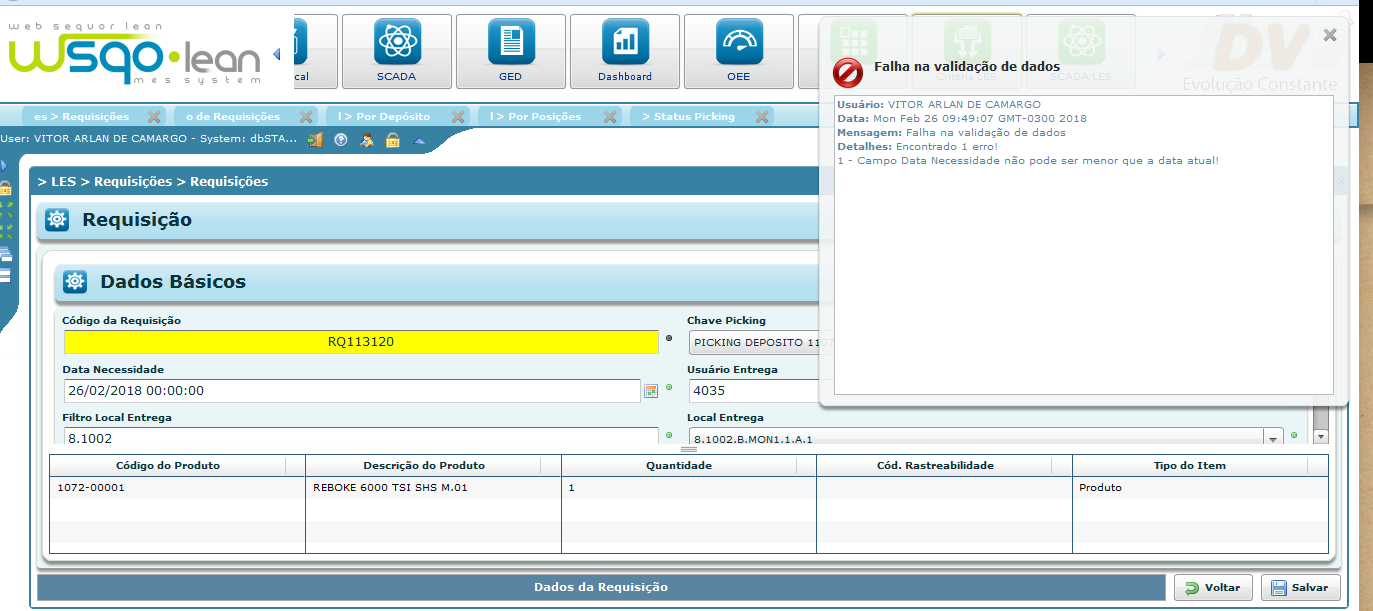 web sequor lean
wsqo·lean
mes system
cal
SCADA
GED
Dashboard
OEE
Criteria LES
SCADA LES
Evolução Constante
Falha na validação de dados
Usuário: VITOR ARLAN DE CAMARGO
Data: Mon Feb 26 09:49:07 GMT-0300 2018
Mensagem: Falha na validação de dados
Detalhes: Encontrado 1 erro!
1 - Campo Data Necessidade não pode ser menor que a data atual!
es > Requisições
o de Requisições
l > Por Depósito
l > Por Posições
> Status Picking
User: VITOR ARLAN DE CAMARGO - System: dbSTA...
> LES > Requisições > Requisições
Requisição
Dados Básicos
Código da Requisição
Chave Picking
RQ113120
PICKING DEPOSITO 1107
Data Necessidade
Usuário Entrega
26/02/2018 00:00:00
4035
Filtro Local Entrega
Local Entrega
8.1002
8.1002.B.MON1.1.A.1
Código do Produto
Descrição do Produto
Quantidade
Cód. Rastreabilidade
Tipo do Item
1072-00001
REBOKE 6000 TSI SHS M.01
1
Produto
Dados da Requisição
Voltar
Salvar